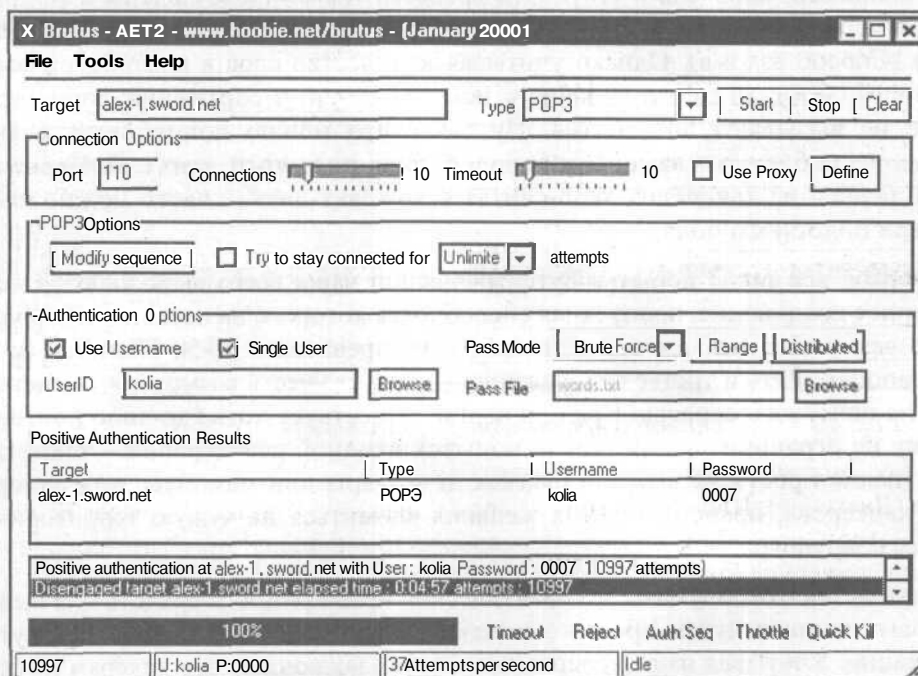 X Brutus - AET2 - www.hoobie.net/brutus - (January 20001
File Tools Help
Target alex-1.sword.net Type POP3 | Start Stop [ Clear
Connection Options
Port 110 Connections ! 10 Timeout 10 Use Proxy | Define
POP3Options
[ Modify sequence | Try to stay connected for Unlimite attempts
-Authentication 0 ptions
Use Username Single User Pass Mode Brute Force | Range | Distributed
UserID kolia Browse Pass File words.txt Browse
Positive Authentication Results
Target Type | Username | Password |
alex-1.sword.net POPЭ kolia 0007
Positive authentication at alex-1.sword.net with User: kolia Password: 0007 10997 attempts)
Disengaged target alex-1.sword.net elapsed time : 0:04:57 attempts : 10997
100% Timeout Reject Auth Seq Throttle Quick Kill
10997 U:kolia P:0000 37Attempts per second Idle